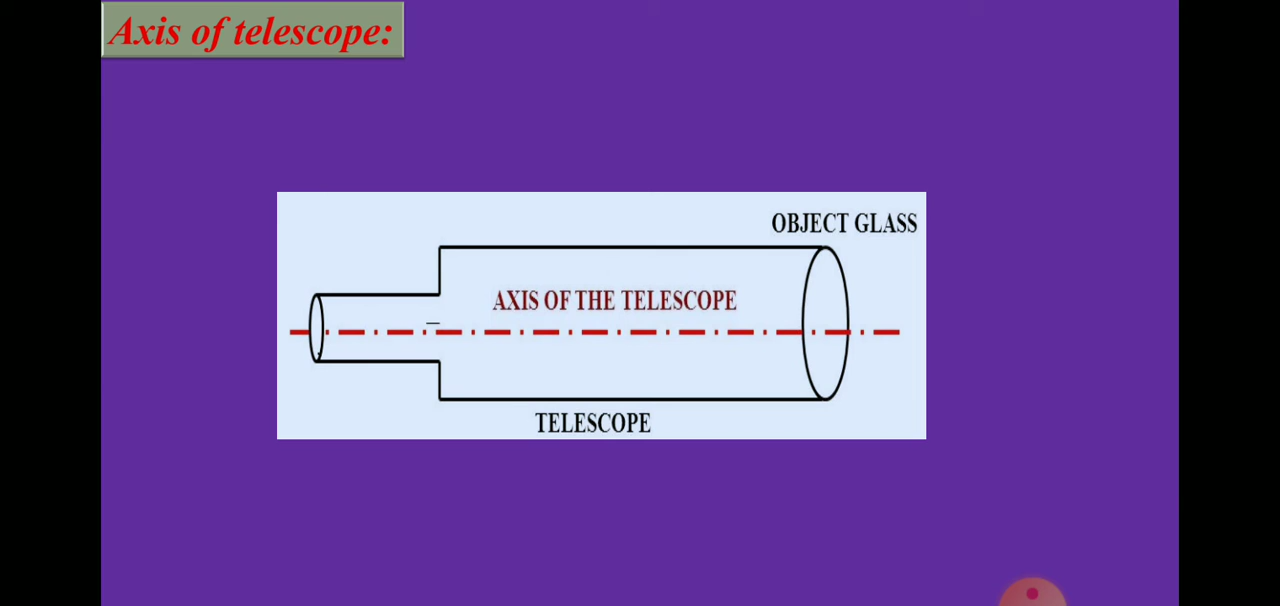 Axis of telescope:
OBJECT GLASS
AXIS OF THE TELESCOPE
TELESCOPE